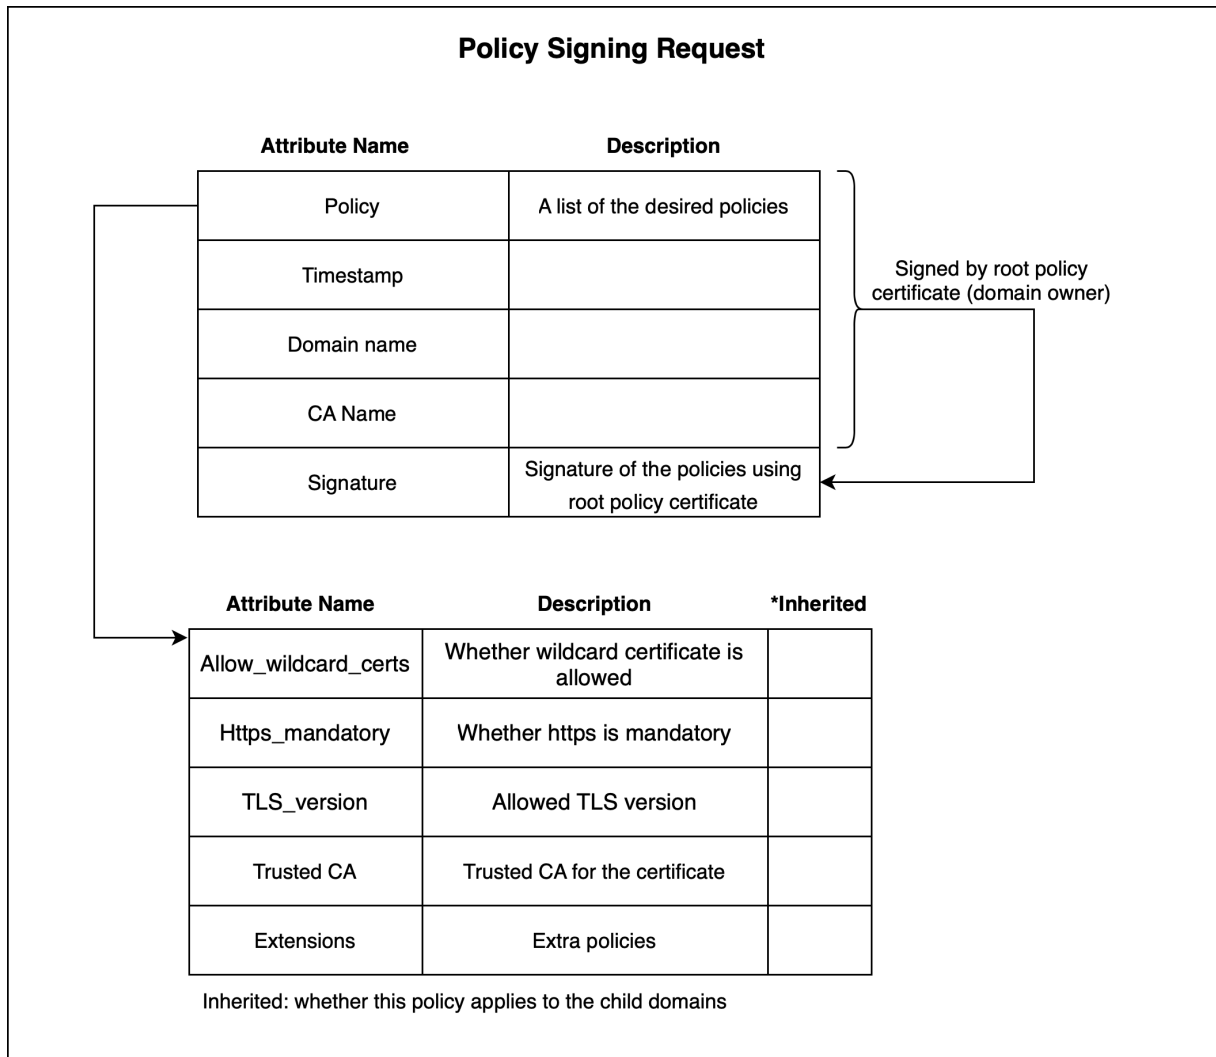 Policy Signing Request
Attribute Name Description
Policy A list of the desired policies
Timestamp
Signed by root policy
certificate (domain owner)
Domain name
CA Name
Signature Signature of the policies using
root policy certificate
Attribute Name Description *Inherited
Allow_wildcard_certs Whether wildcard certificate is
allowed
Https_mandatory Whether https is mandatory
TLS_version Allowed TLS version
Trusted CA Trusted CA for the certificate
Extensions Extra policies
Inherited: whether this policy applies to the child domains